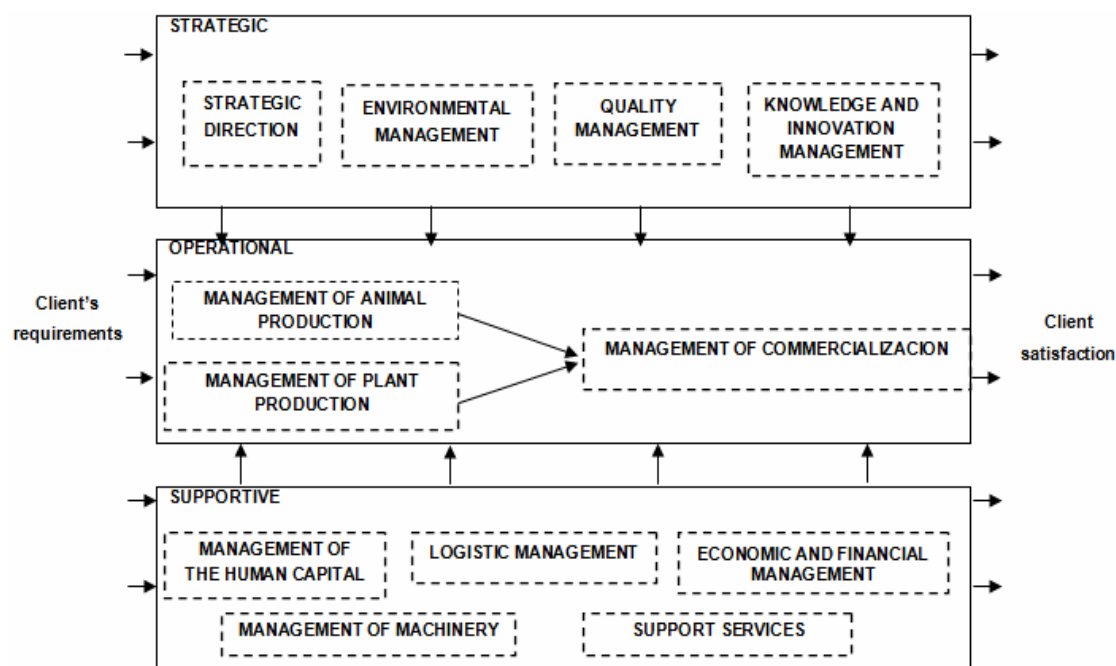 STRATEGIC
STRATEGIC
DIRECTION
ENVIRONMENTAL
MANAGEMENT
QUALITY
MANAGEMENT
KNOWLEDGE AND
INNOVATION
MANAGEMENT
OPERATIONAL
Client's
requirements
MANAGEMENT OF ANIMAL
PRODUCTION
MANAGEMENT OF PLANT
PRODUCTION
MANAGEMENT OF COMMERCIALIZACION
Client
satisfaction
SUPPORTIVE
MANAGEMENT OF
THE HUMAN CAPITAL
LOGISTIC MANAGEMENT
ECONOMIC AND FINANCIAL
MANAGEMENT
MANAGEMENT OF MACHINERY
SUPPORT SERVICES